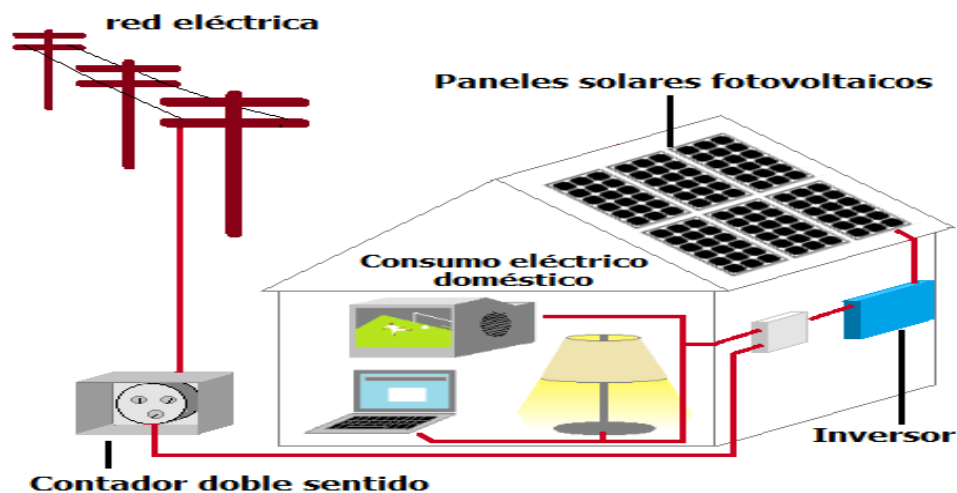 red eléctrica
Paneles solares fotovoltaicos
Consumo eléctrico
doméstico
Inversor
Contador doble sentido